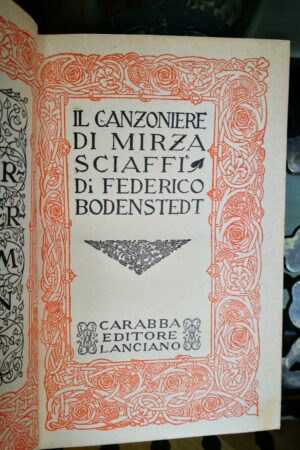 IL CANZONIERE
DI MIRZA
SCIAFFI
Di FEDERICO
BODENSTEDT
CARABBA
EDITORE
LANCIANO